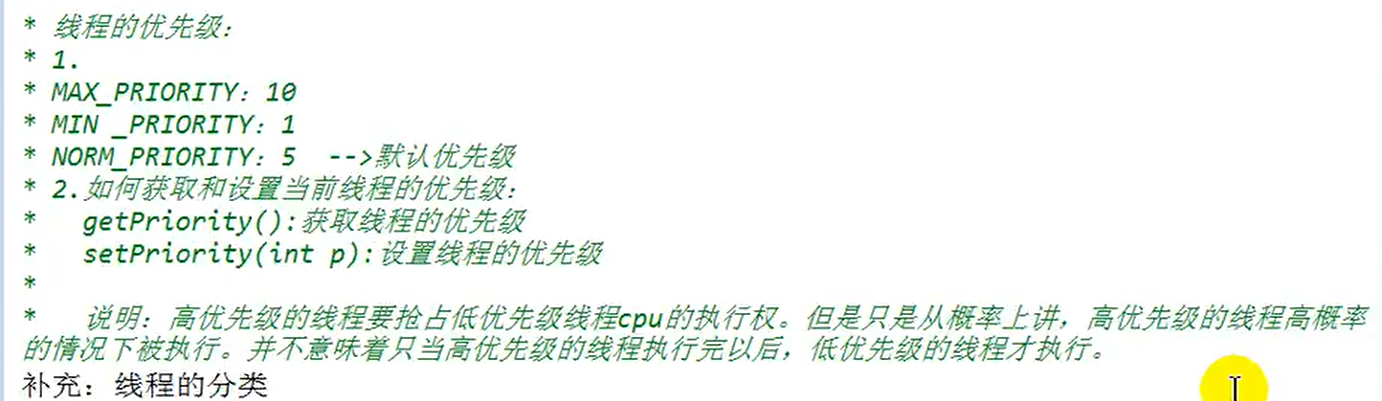 * 线程的优先级：
* 1.
* MAX_PRIORITY：10
* MIN _PRIORITY：1
* NORM_PRIORITY：5  -->默认优先级
* 2.如何获取和设置当前线程的优先级：
*   getPriority():获取线程的优先级
*   setPriority(int p):设置线程的优先级
*
*   说明：高优先级的线程要抢占低优先级线程cpu的执行权。但是只是从概率上讲，高优先级的线程高概率
的情况下被执行。并不意味着只当高优先级的线程执行完以后，低优先级的线程才执行。
补充：线程的分类